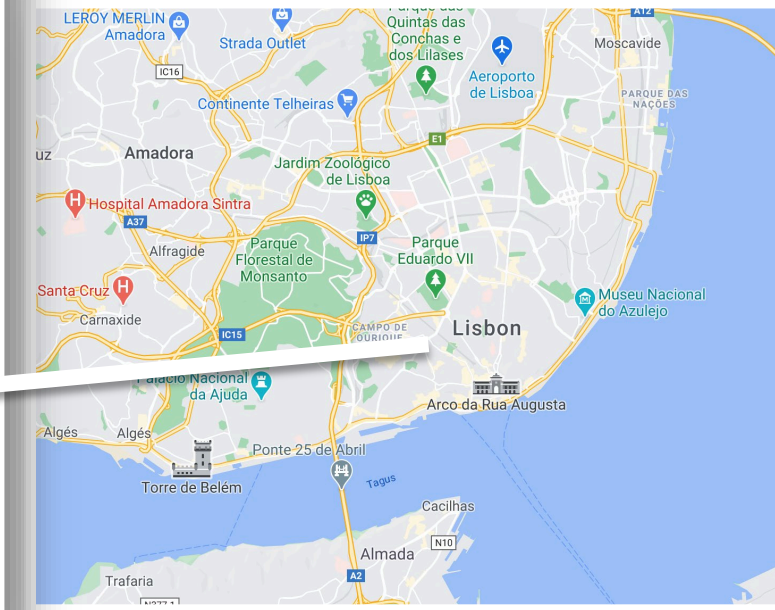 A12
LEROY MERLIN
Amadora
Strada Outlet
Parque das
Quintas das
Conchas e
dos Lilases
Moscavide
IC16
Aeroporto
de Lisboa
PARQUE DAS
NAÇÕES
Continente Telheiras
E1
uz
Amadora
Jardim Zoológico
de Lisboa
Hospital Amadora Sintra
A37
IP7
Alfragide
Parque
Florestal de
Monsanto
Parque
Eduardo VII
Santa Cruz
Carnaxide
Museu Nacional
do Azulejo
IC15
CAMPO DE
OURIQUE
Lisbon
Palácio Nacional
da Ajuda
Arco da Rua Augusta
Algés
Algés
Ponte 25 de Abril
Torre de Belém
Tagus
Cacilhas
N10
Almada
A2
Trafaria
N377-1